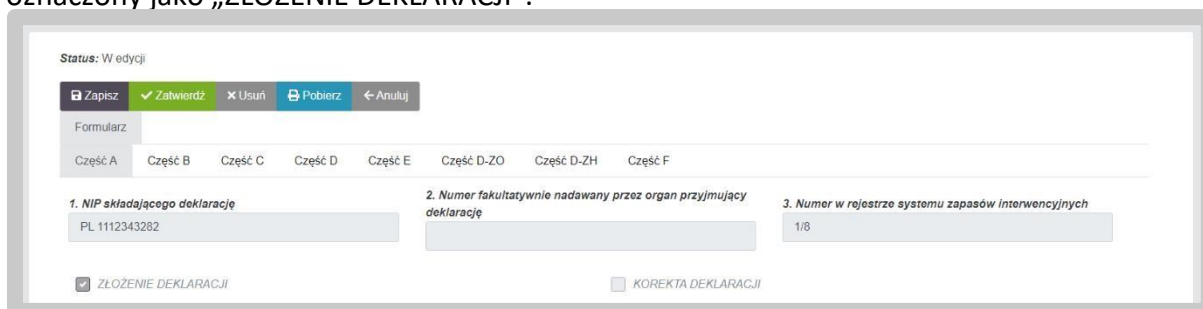 oznaczony jako „ZŁOŻENIE DEKLARACJI”.
Status: W edycji
Zapisz Zatwierdź Usuń Pobierz Anuluj
Formularz
Część A Część B Część C Część D Część E Część D-ZO Część D-ZH Część F
1. NIP składającego deklarację
PL 1112343282
2. Numer fakultatywnie nadawany przez organ przyjmujący
deklarację
3. Numer w rejestrze systemu zapasów interwencyjnych
1/8
ZŁOŻENIE DEKLARACJI KOREKTA DEKLARACJI